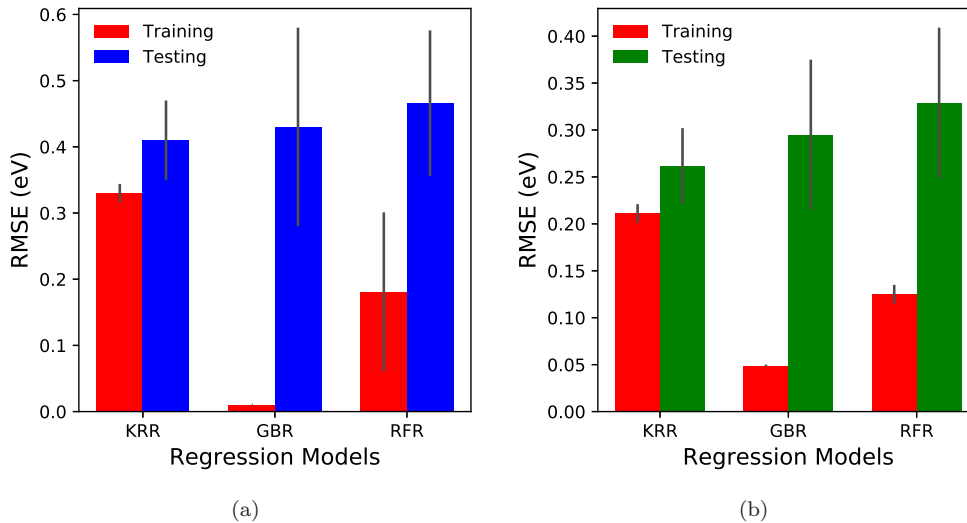 Training
Testing
RMSE (eV)
0.6
0.5
0.4
0.3
0.2
0.1
0.0
KRR GBR RFR
Regression Models
(a)
Training
Testing
RMSE (eV)
0.40
0.35
0.30
0.25
0.20
0.15
0.10
0.05
0.00
KRR GBR RFR
Regression Models
(b)